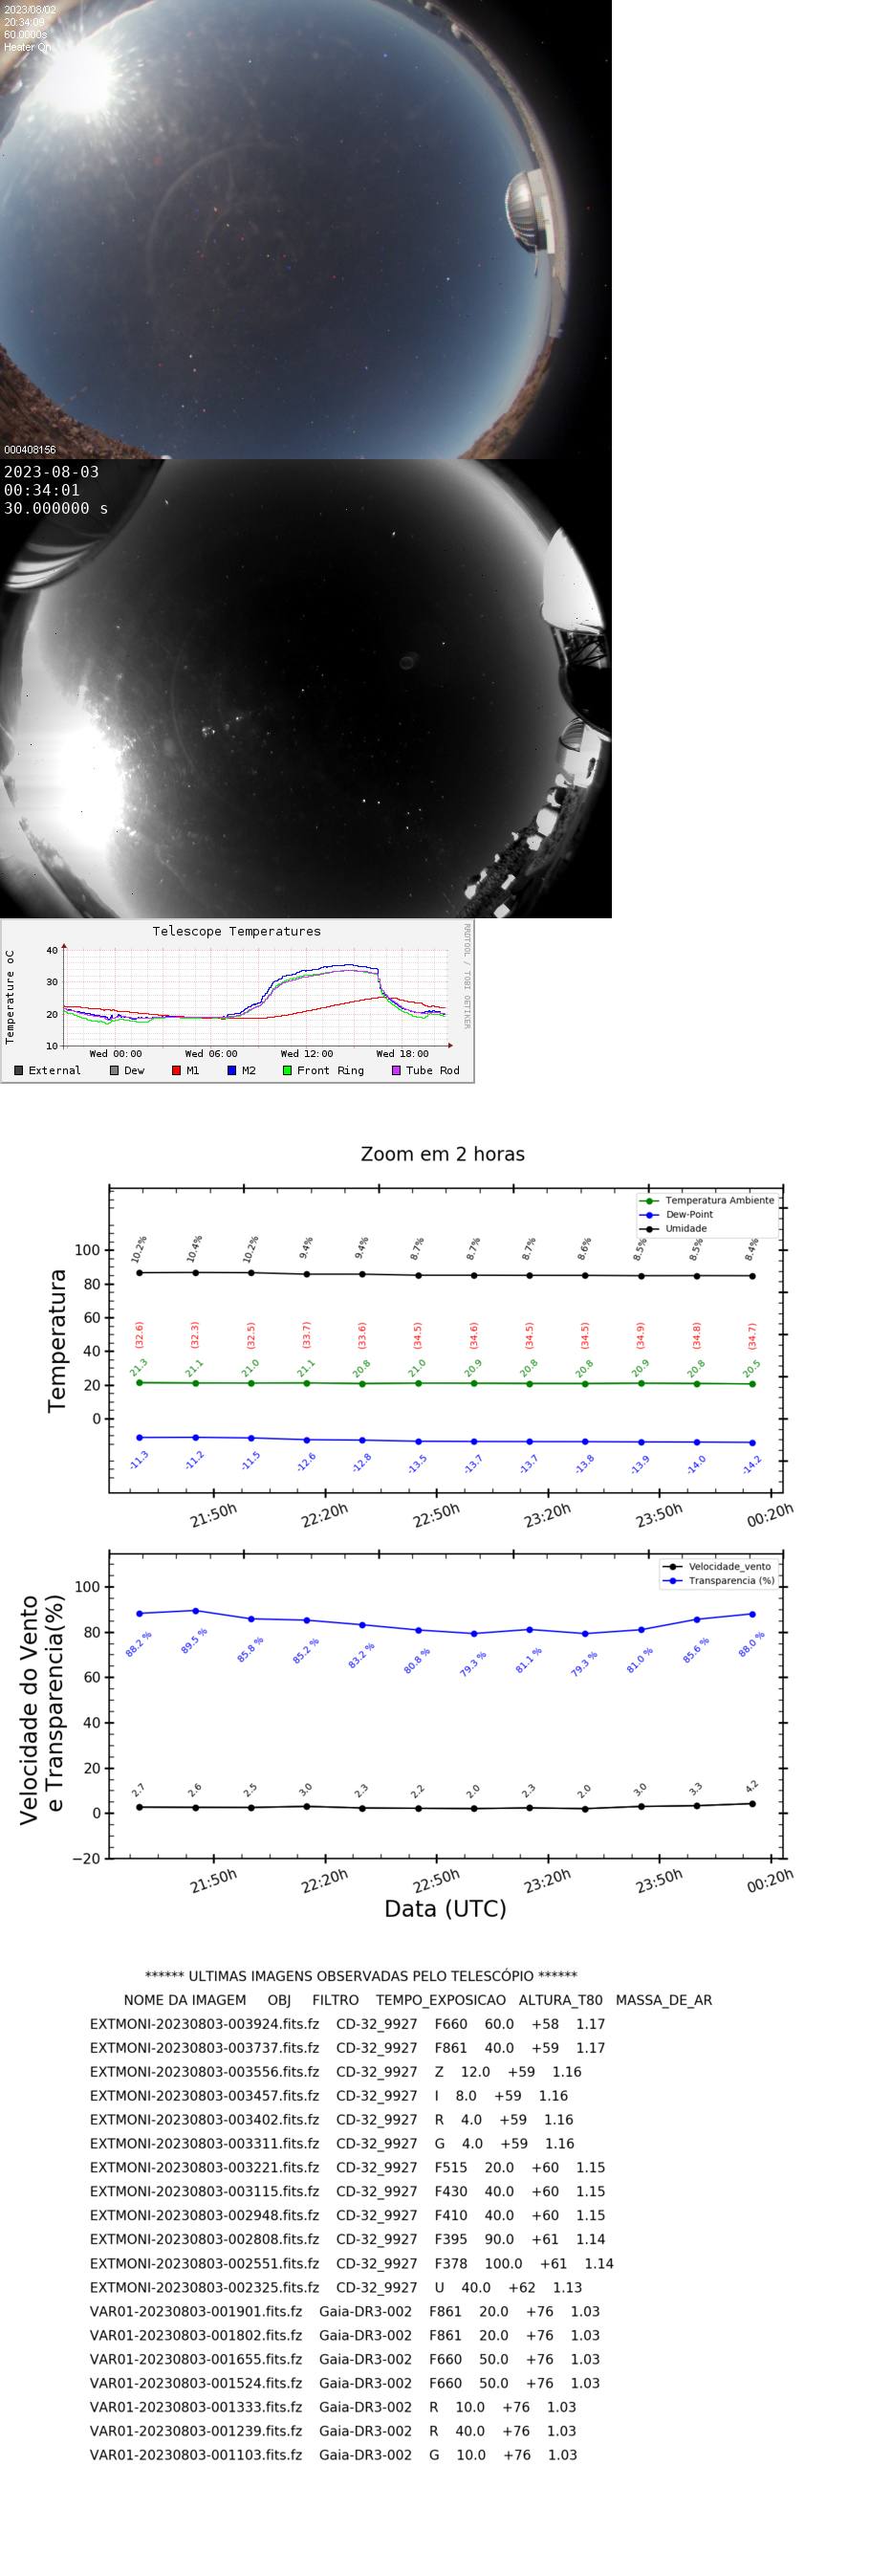 2023/08/02
20:34:09
60.0000s
Heater On
000408156
2023-08-03
00:34:01
30.000000 s
Telescope Temperatures
RRDTOOL / TOBI OETIKER
Temperature oC
40
30
20
10
Wed 00:00 Wed 06:00 Wed 12:00 Wed 18:00
External Dew M1 M2 Front Ring Tube Rod
Zoom em 2 horas
Temperatura Ambiente
Dew-Point
Umidade
Temperatura
100
80
60
40
20
0
10.2% 10.4% 10.2% 9.4% 9.4% 8.7% 8.7% 8.7% 8.6% 8.5% 8.5% 8.4%
(32.6) (32.3) (32.5) (33.7) (33.6) (34.5) (34.6) (34.5) (34.5) (34.9) (34.8) (34.7)
21.3 21.1 21.0 21.1 20.8 21.0 20.9 20.8 20.8 20.9 20.8 20.5
-11.3 -11.2 -11.5 -12.6 -12.8 -13.5 -13.7 -13.7 -13.8 -13.9 -14.0 -14.2
21:50h 22:20h 22:50h 23:20h 23:50h 00:20h
Velocidade_vento
Transparencia (%)
Velocidade do Vento
e Transparencia(%)
100
80
60
40
20
0
−20
88.2 % 89.5 % 85.8 % 85.2 % 83.2 % 80.8 % 79.3 % 81.1 % 79.3 % 81.0 % 85.6 % 88.0 %
2.7 2.6 2.5 3.0 2.3 2.2 2.0 2.3 2.0 3.0 3.3 4.2
21:50h 22:20h 22:50h 23:20h 23:50h 00:20h
Data (UTC)
****** ULTIMAS IMAGENS OBSERVADAS PELO TELESCÓPIO ******
NOME DA IMAGEM OBJ FILTRO TEMPO_EXPOSICAO ALTURA_T80 MASSA_DE_AR
EXTMONI-20230803-003924.fits.fz CD-32_9927 F660 60.0 +58 1.17
EXTMONI-20230803-003737.fits.fz CD-32_9927 F861 40.0 +59 1.17
EXTMONI-20230803-003556.fits.fz CD-32_9927 Z 12.0 +59 1.16
EXTMONI-20230803-003457.fits.fz CD-32_9927 I 8.0 +59 1.16
EXTMONI-20230803-003402.fits.fz CD-32_9927 R 4.0 +59 1.16
EXTMONI-20230803-003311.fits.fz CD-32_9927 G 4.0 +59 1.16
EXTMONI-20230803-003221.fits.fz CD-32_9927 F515 20.0 +60 1.15
EXTMONI-20230803-003115.fits.fz CD-32_9927 F430 40.0 +60 1.15
EXTMONI-20230803-002948.fits.fz CD-32_9927 F410 40.0 +60 1.15
EXTMONI-20230803-002808.fits.fz CD-32_9927 F395 90.0 +61 1.14
EXTMONI-20230803-002551.fits.fz CD-32_9927 F378 100.0 +61 1.14
EXTMONI-20230803-002325.fits.fz CD-32_9927 U 40.0 +62 1.13
VAR01-20230803-001901.fits.fz Gaia-DR3-002 F861 20.0 +76 1.03
VAR01-20230803-001802.fits.fz Gaia-DR3-002 F861 20.0 +76 1.03
VAR01-20230803-001655.fits.fz Gaia-DR3-002 F660 50.0 +76 1.03
VAR01-20230803-001524.fits.fz Gaia-DR3-002 F660 50.0 +76 1.03
VAR01-20230803-001333.fits.fz Gaia-DR3-002 R 10.0 +76 1.03
VAR01-20230803-001239.fits.fz Gaia-DR3-002 R 40.0 +76 1.03
VAR01-20230803-001103.fits.fz Gaia-DR3-002 G 10.0 +76 1.03